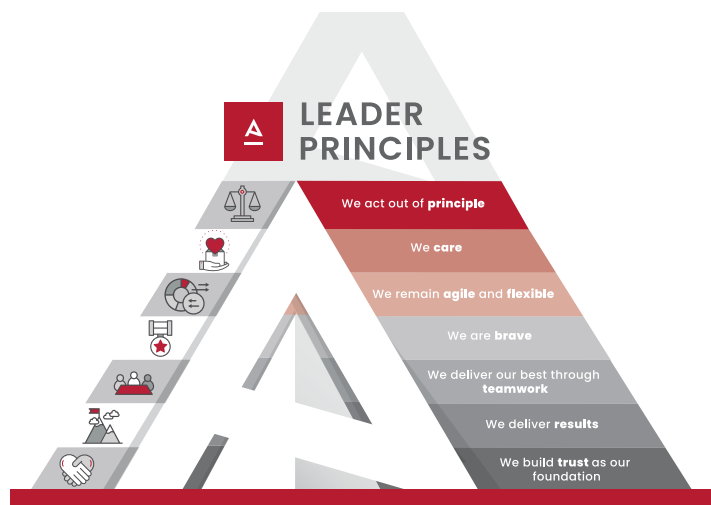 LEADER
PRINCIPLES
We act out of principle
We care
We remain agile and flexible
We are brave
We deliver our best through
teamwork
We deliver results
We build trust as our
foundation